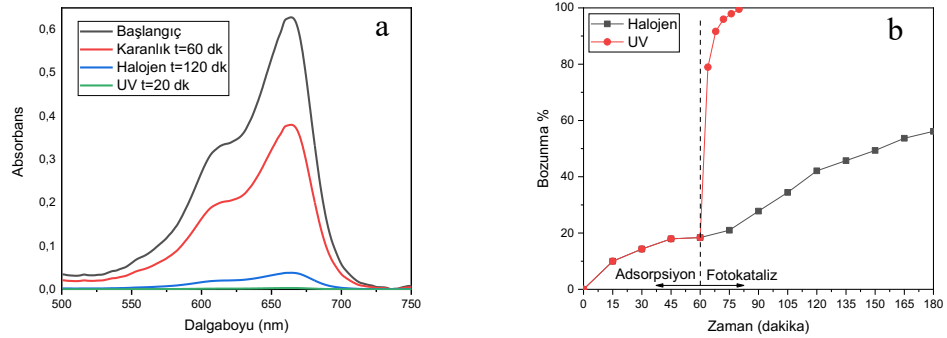 a
Başlangıç
Karanlık t=60 dk
Halojen t=120 dk
UV t=20 dk
0,6
0,5
0,4
0,3
0,2
0,1
0,0
Absorbans
500
550
600
650
700
750
Dalgaboyu (nm)
b
Halojen
UV
100
80
60
40
20
0
Bozunma %
Adsorpsiyon
Fotokataliz
0
15
30
45
60
75
90
105
120
135
150
165
180
Zaman (dakika)